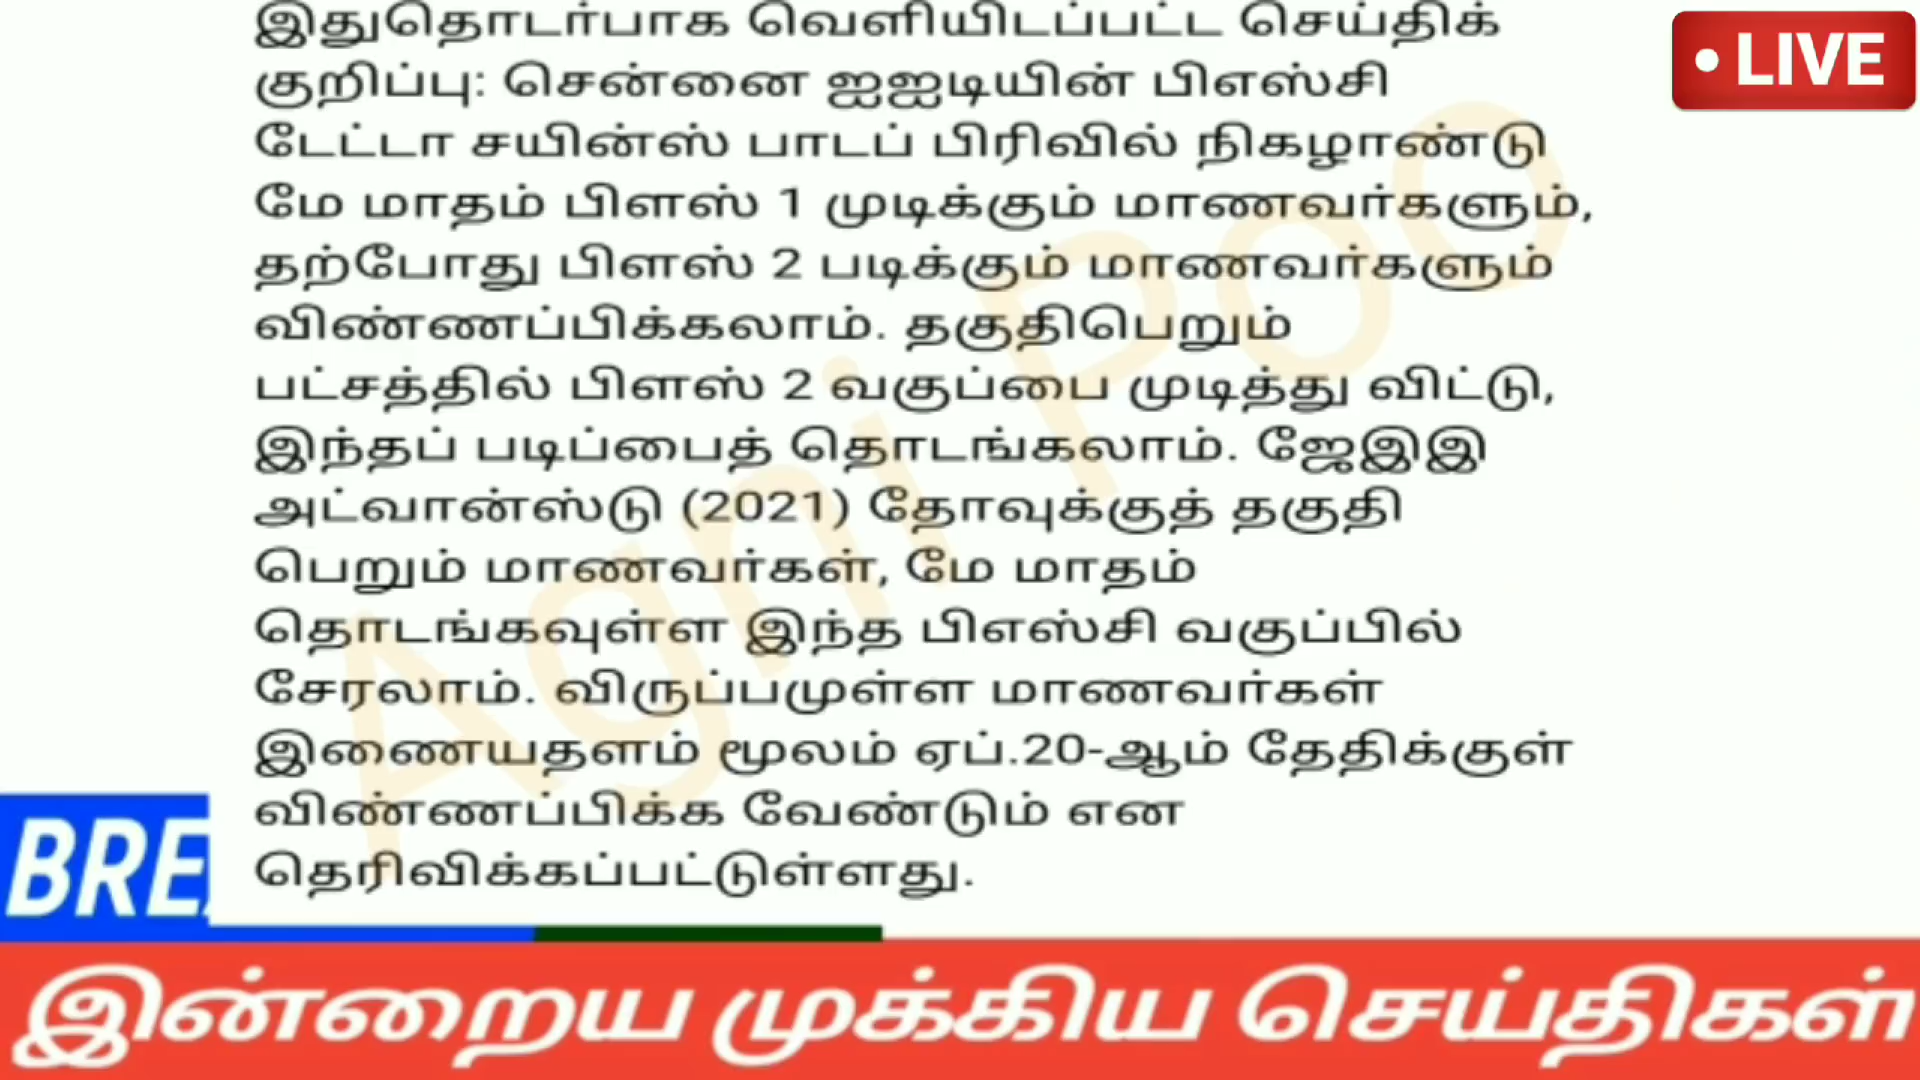 இதுதொடர்பாக வெளியிடப்பட்ட செய்திக்
குறிப்பு: சென்னை ஐஐடியின் பிஎஸ்சி
டேட்டா சயின்ஸ் பாடப் பிரிவில் நிகழாண்டு
மே மாதம் பிளஸ் 1 முடிக்கும் மாணவர்களும்,
தற்போது பிளஸ் 2 படிக்கும் மாணவர்களும்
விண்ணப்பிக்கலாம். தகுதிபெறும்
பட்சத்தில் பிளஸ் 2 வகுப்பை முடித்து விட்டு,
இந்தப் படிப்பைத் தொடங்கலாம். ஜேஇஇ
அட்வான்ஸ்டு (2021) தோவுக்குத் தகுதி
பெறும் மாணவர்கள், மே மாதம்
தொடங்கவுள்ள இந்த பிஎஸ்சி வகுப்பில்
சேரலாம். விருப்பமுள்ள மாணவர்கள்
இணையதளம் மூலம் ஏப்.20-ஆம் தேதிக்குள்
விண்ணப்பிக்க வேண்டும் என
தெரிவிக்கப்பட்டுள்ளது.
• LIVE
Agni Poo
BRE
இன்றைய முக்கிய செய்திகள்